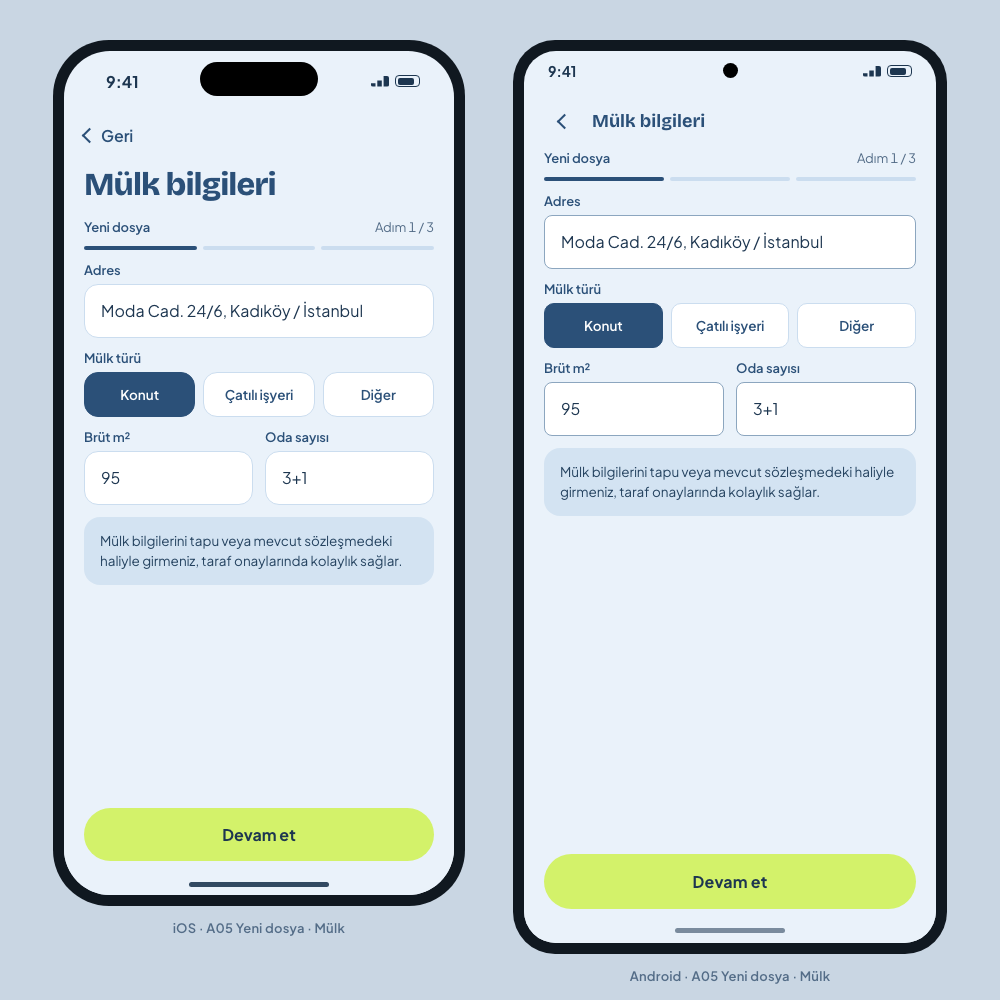 9:41
Geri
Mülk bilgileri
Yeni dosya
Adım 1 / 3
Adres
Moda Cad. 24/6, Kadıköy / İstanbul
Mülk türü
Konut
Çatılı işyeri
Diğer
Brüt m²
Oda sayısı
95
3+1
Mülk bilgilerini tapu veya mevcut sözleşmedeki
haliyle girmeniz, taraf onaylarında kolaylık sağlar.
Devam et
iOS · A05 Yeni dosya · Mülk
9:41
Mülk bilgileri
Yeni dosya
Adım 1 / 3
Adres
Moda Cad. 24/6, Kadıköy / İstanbul
Mülk türü
Konut
Çatılı işyeri
Diğer
Brüt m²
Oda sayısı
95
3+1
Mülk bilgilerini tapu veya mevcut sözleşmedeki haliyle
girmeniz, taraf onaylarında kolaylık sağlar.
Devam et
Android · A05 Yeni dosya · Mülk